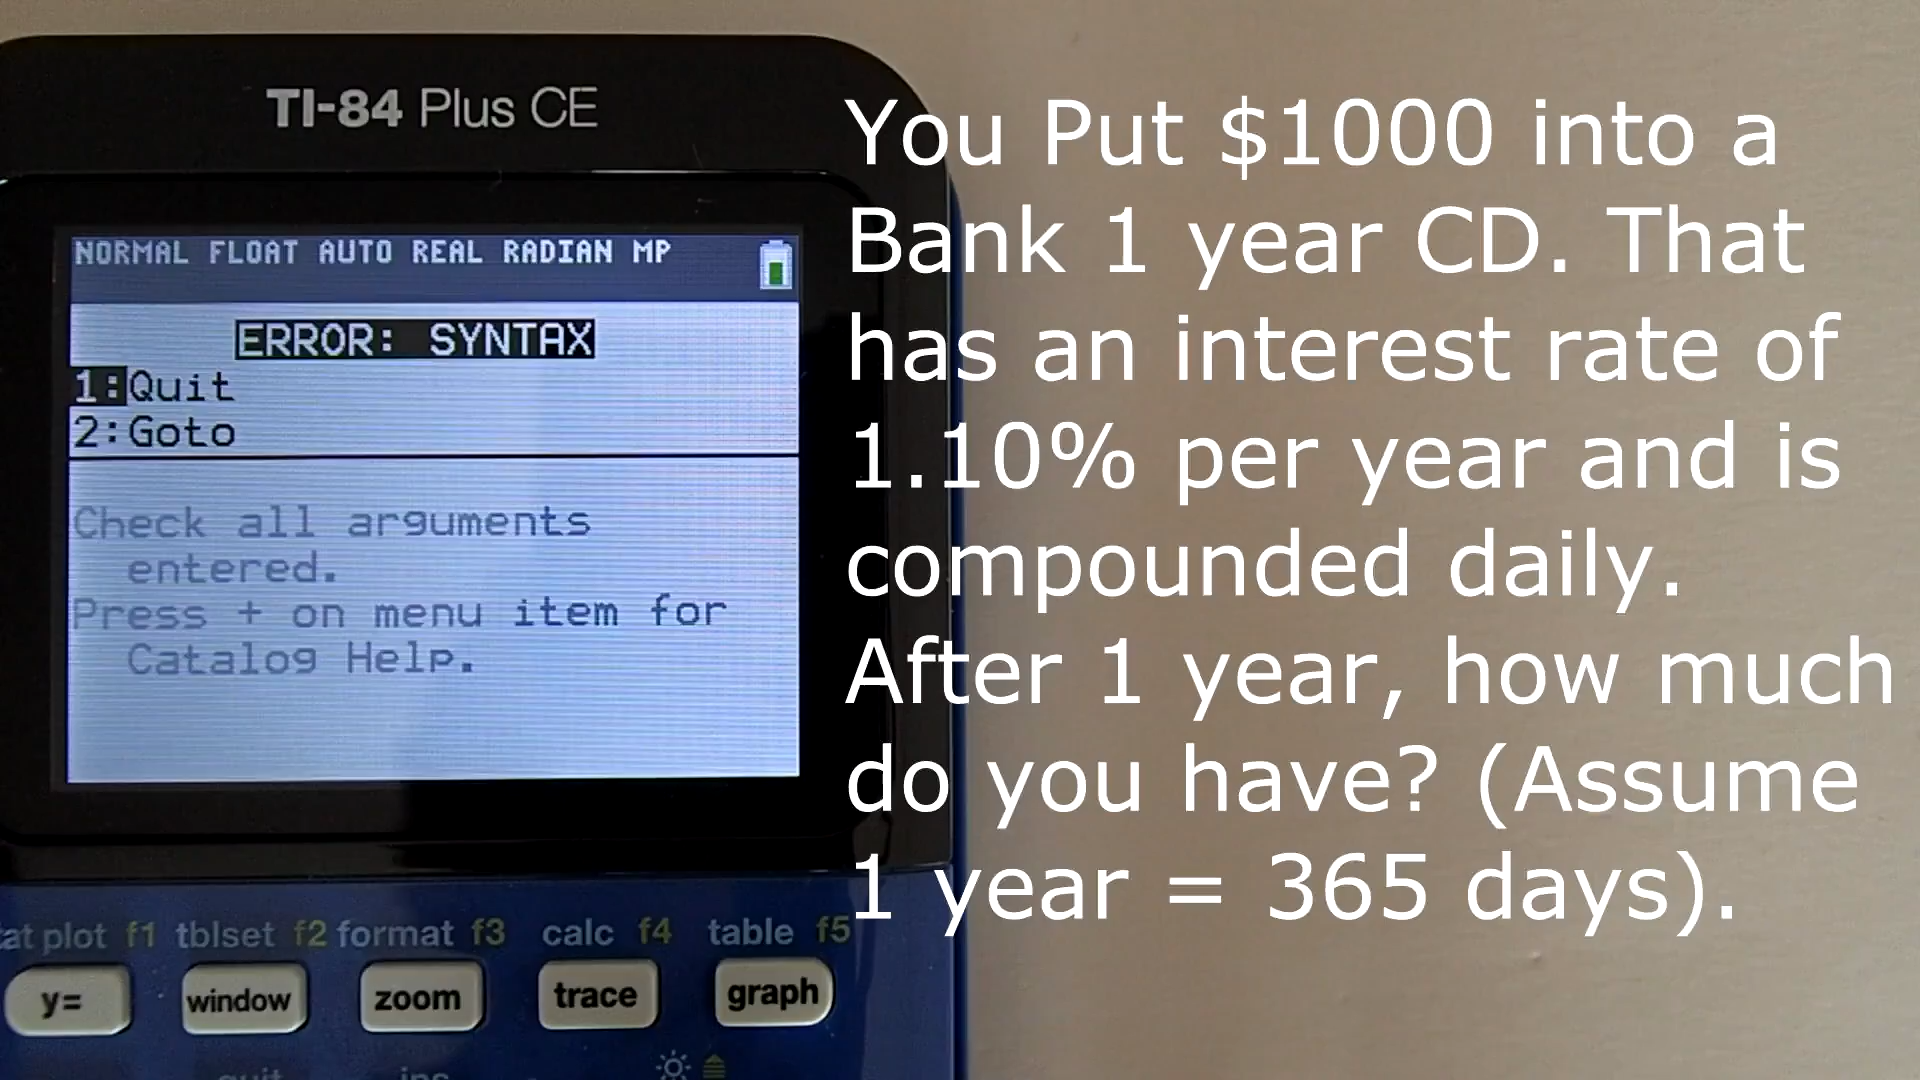 TI-84 Plus CE
NORMAL FLOAT AUTO REAL RADIAN MP
ERROR: SYNTAX
1:Quit
2:Goto
Check all arguments
entered.
Press + on menu item for
Catalog Help.
You Put $1000 into a
Bank 1 year CD. That
has an interest rate of
1.10% per year and is
compounded daily.
After 1 year, how much
do you have? (Assume
1 year = 365 days).
plot f1 tblset f2 format f3 calc f4 table f5
y= window zoom trace graph